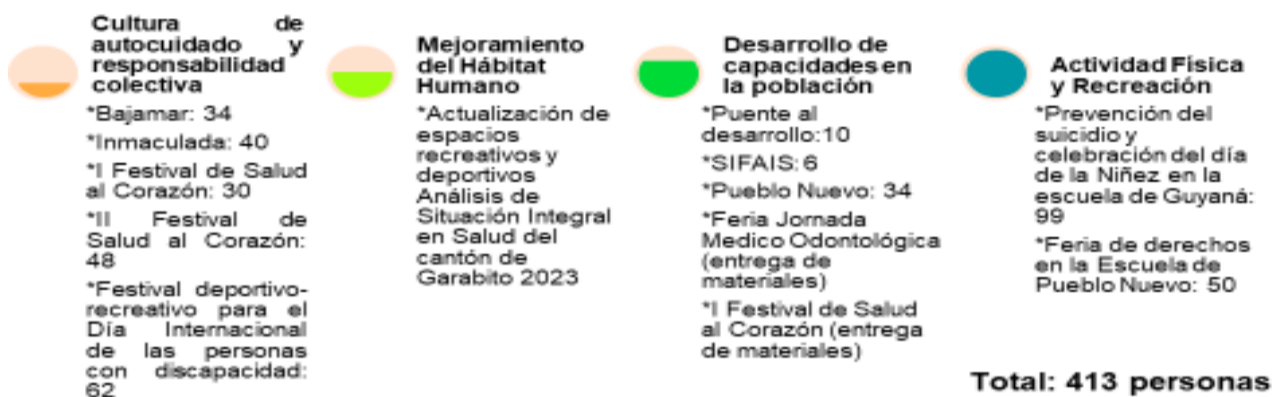 Cultura de
autocuidado y
responsabilidad
colectiva
*Bajamar: 34
*Inmaculada: 40
*I Festival de Salud
al Corazón: 30
*II Festival de
Salud al Corazón:
48
*Festival deportivo-
recreativo para el
Día Internacional
de las personas
con discapacidad:
62
Mejoramiento
del Hábitat
Humano
*Actualización de
espacios
recreativos y
deportivos
Análisis de
Situación Integral
en Salud del
cantón de
Garabito 2023
Desarrollo de
capacidades en
la población
*Puente al
desarrollo:10
*SIFAIS: 6
*Pueblo Nuevo: 34
*Feria Jornada
Medico Odontológica
(entrega de
materiales)
*I Festival de Salud
al Corazón (entrega
de materiales)
Actividad Física
y Recreación
*Prevención del
suicidio y
celebración del día
de la Niñez en la
escuela de Guyaná:
99
*Feria de derechos
en la Escuela de
Pueblo Nuevo: 50
Total: 413 personas